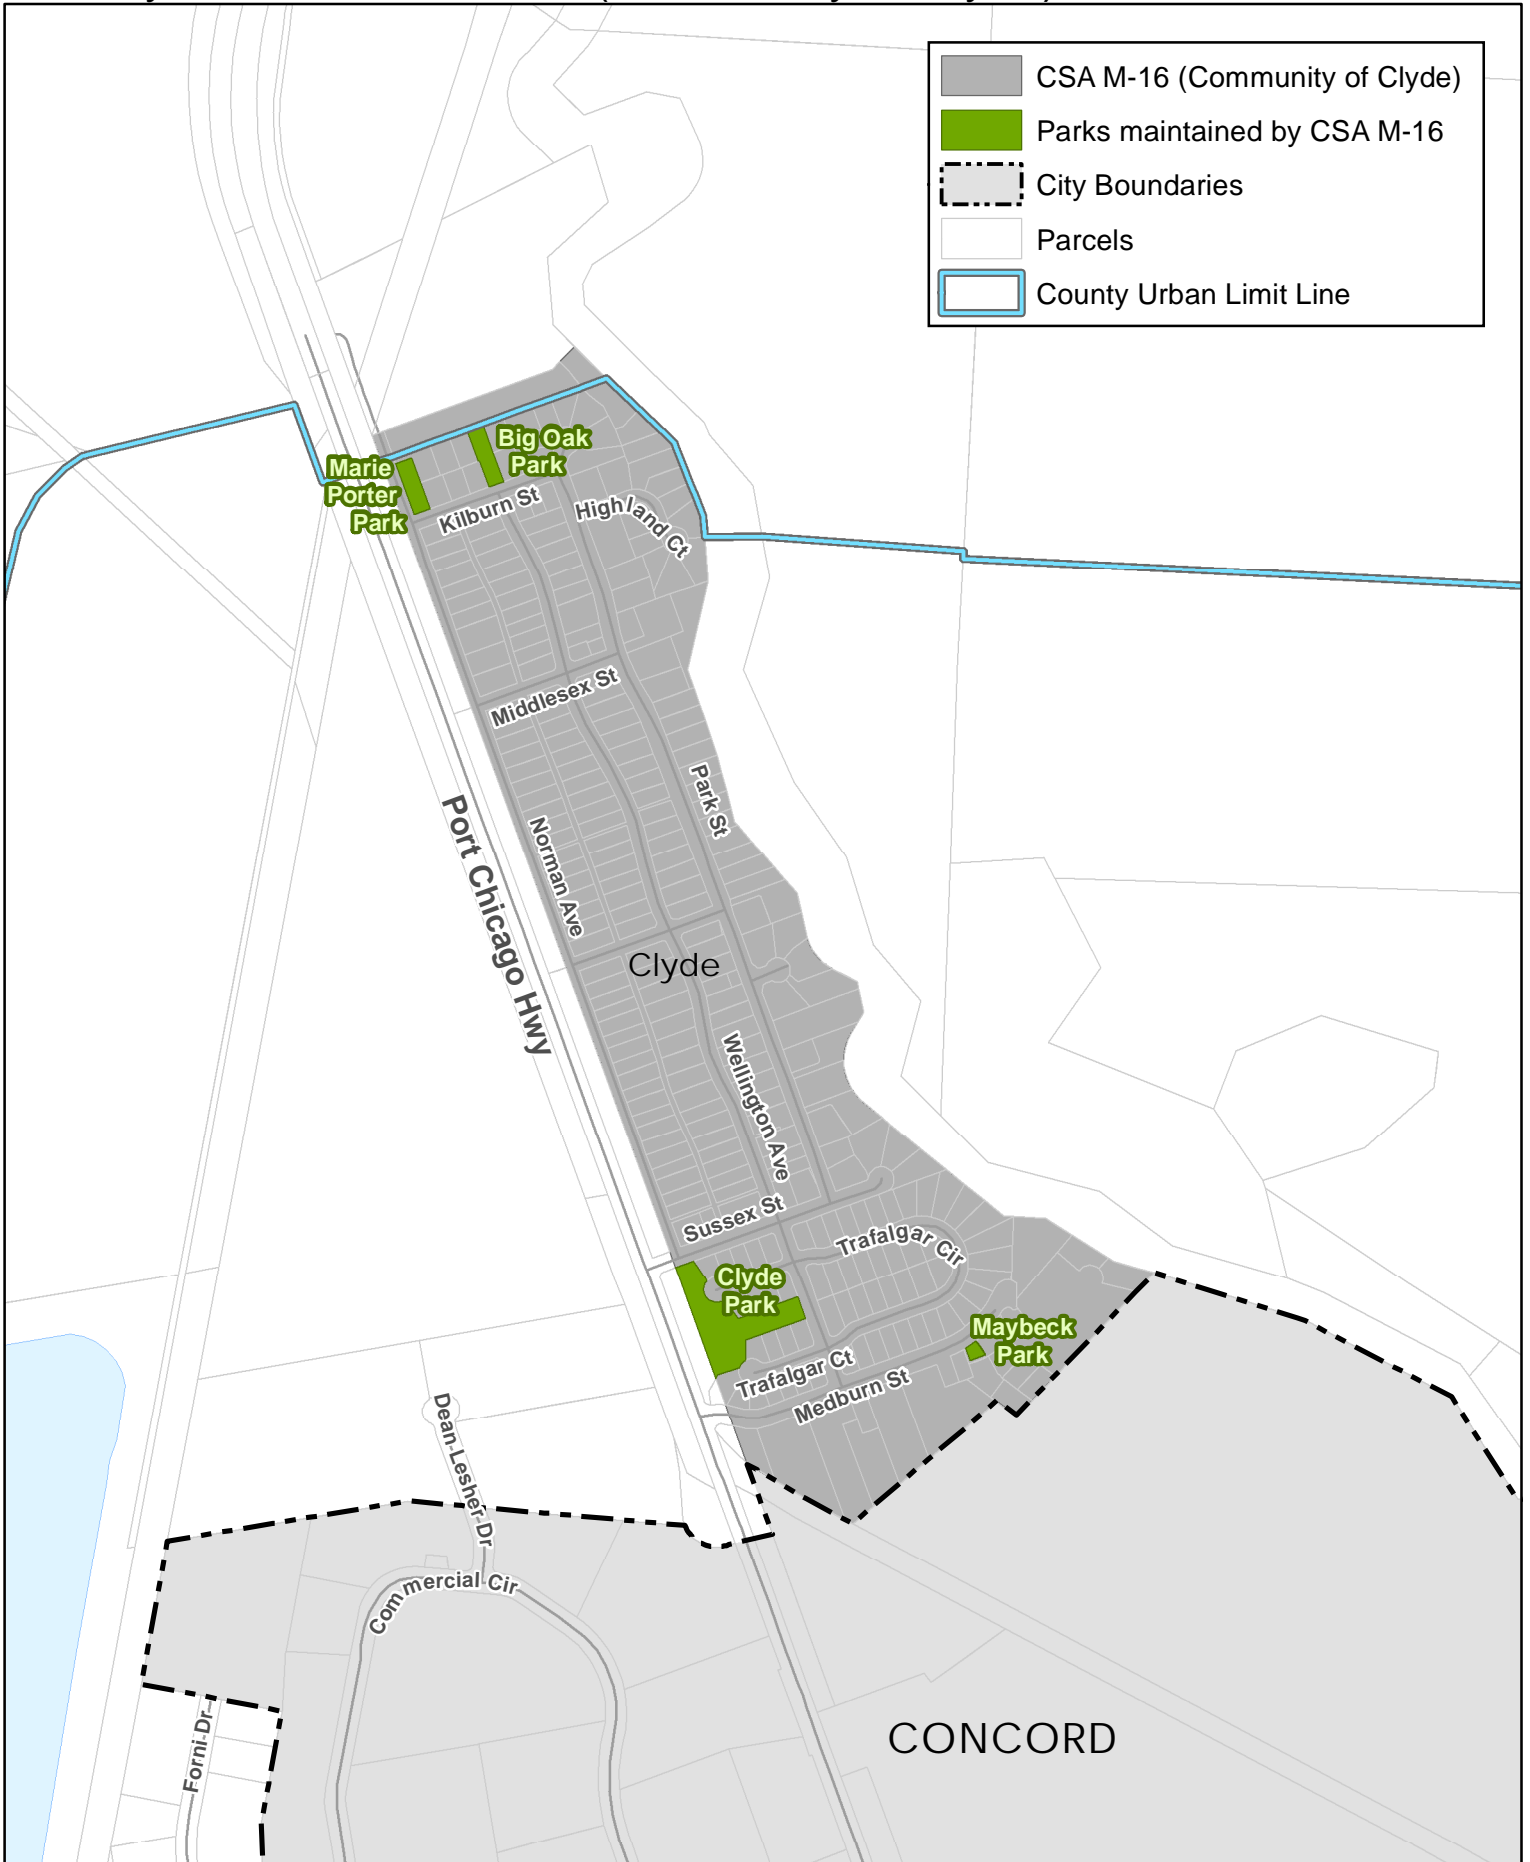 CSA M-16 (Community of Clyde)
Parks maintained by CSA M-16
City Boundaries
Parcels
County Urban Limit Line
Big Oak
Park
Marie
Porter
Park
Kilburn St
Highland Ct
Middlesex St
Park St
Port Chicago Hwy
Norman Ave
Clyde
Wellington Ave
Sussex St
Trafalgar Cir
Clyde
Park
Maybeck
Park
Trafalgar Ct
Medburn St
Dean Lesher Dr
Commercial Cir
Forni Dr
CONCORD